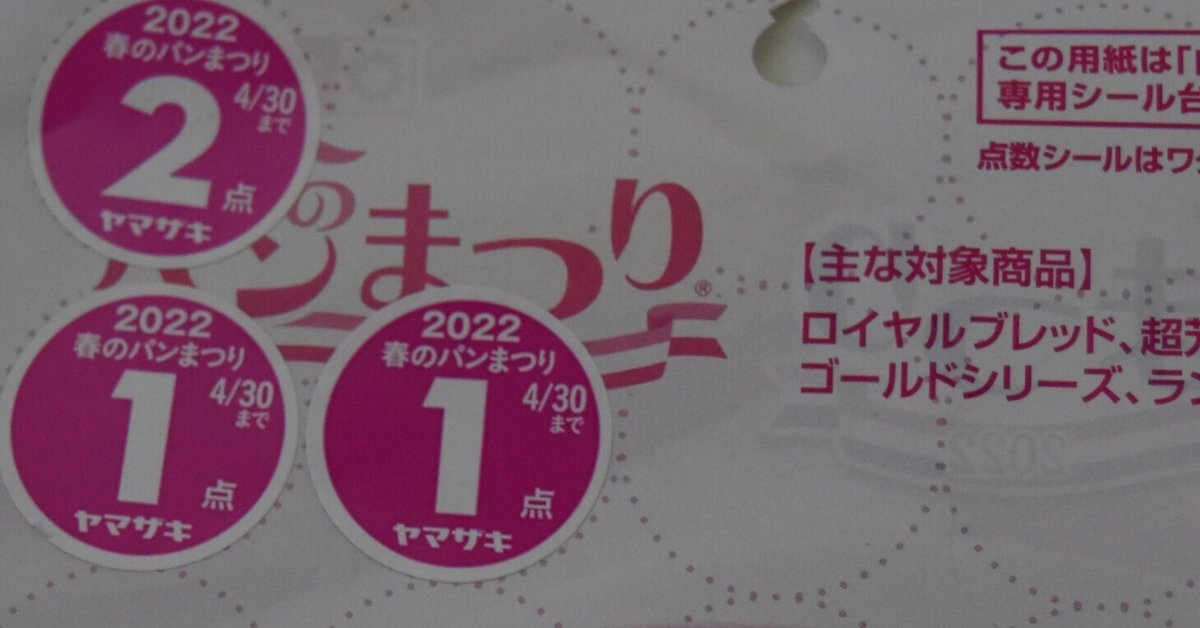 2022
春のパンまつり
2
4/30
まで
点
ヤマザキ
のパンまつり®
2022
春のパンまつり
1
4/30
まで
点
ヤマザキ
2022
春のパンまつり
1
4/30
まで
点
ヤマザキ
この用紙は「
専用シール台
点数シールはワ
【主な対象商品】
ロイヤルブレッド、超
ゴールドシリーズ、ラン
2022